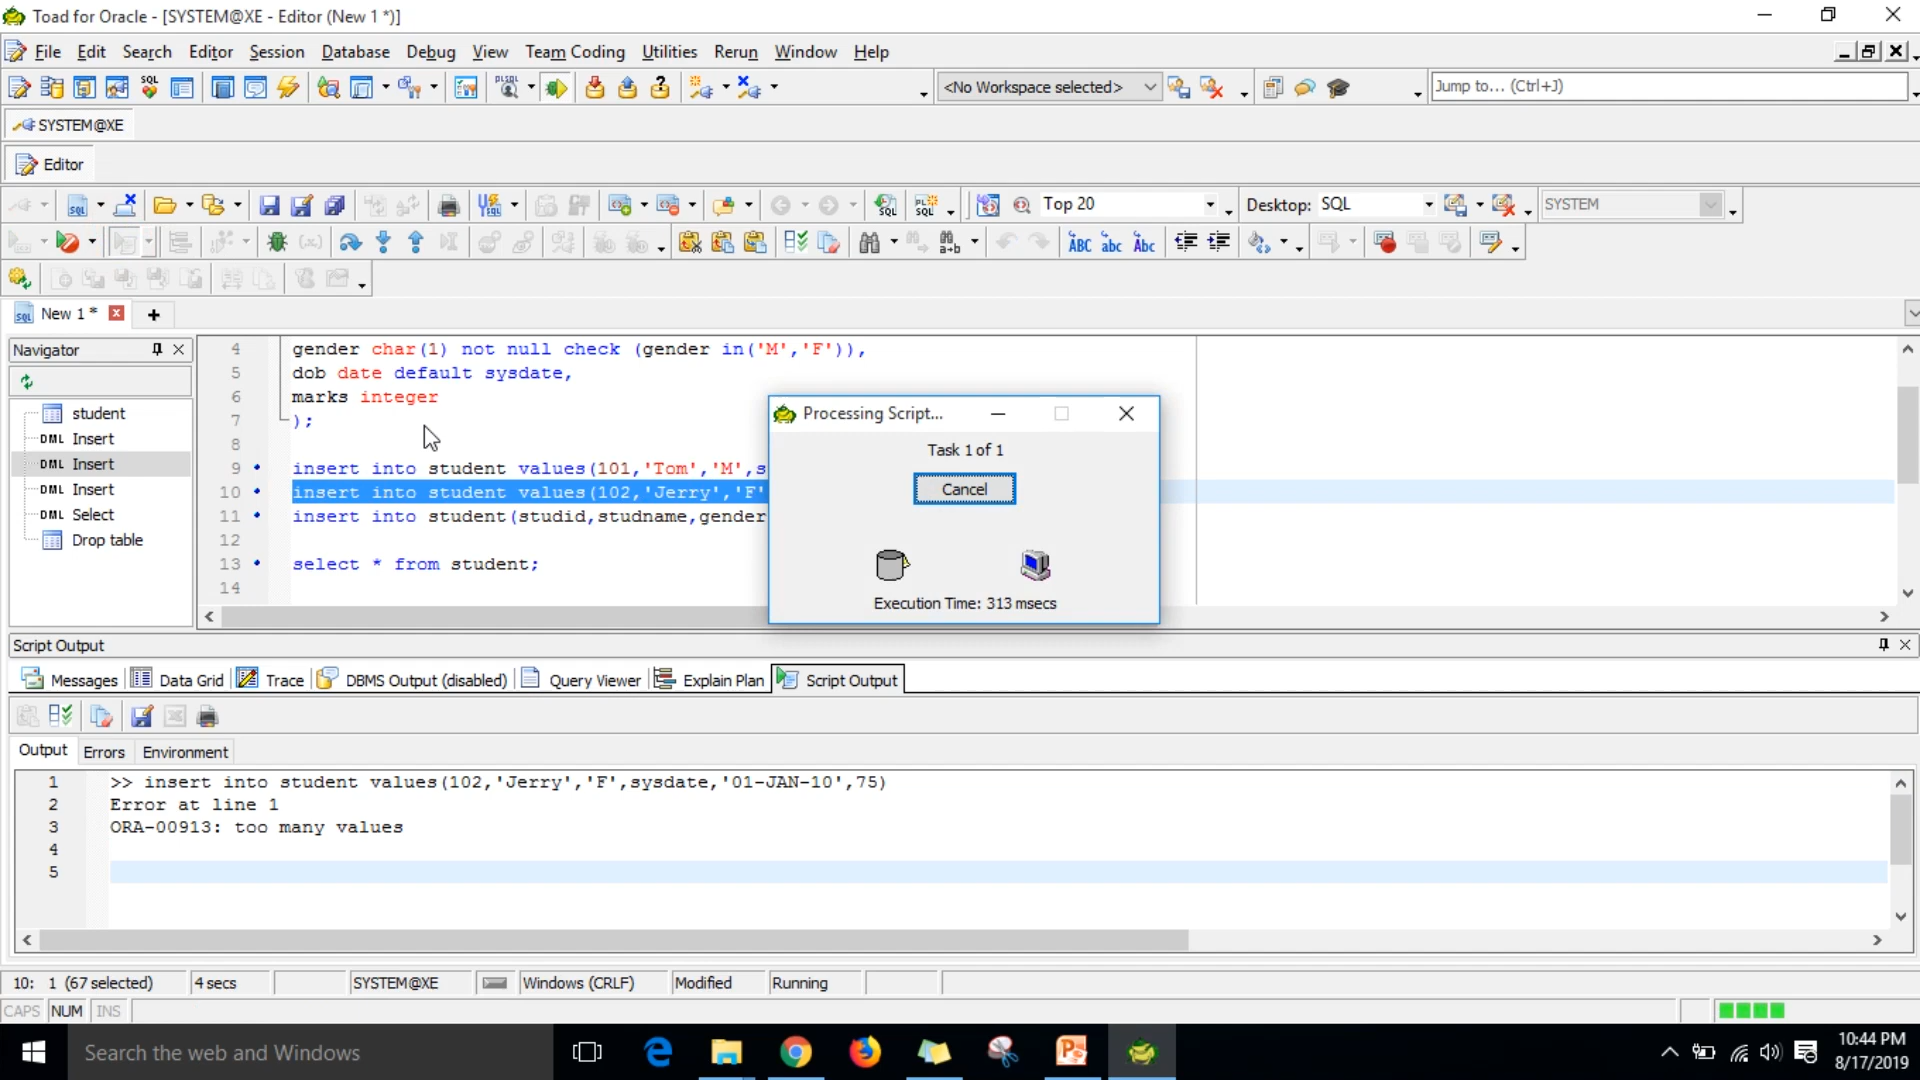 Toad for Oracle - [SYSTEM@XE - Editor (New 1 *)]
File Edit Search Editor Session Database Debug View Team Coding Utilities Rerun Window Help
<No Workspace selected> Jump to... (Ctrl+J)
SYSTEM@XE
Editor
Top 20 Desktop: SQL SYSTEM
New 1 *
Navigator
student
DML Insert
DML Insert
DML Insert
DML Select
Drop table
4 gender char(1) not null check (gender in('M','F')),
5 dob date default sysdate,
6 marks integer
7 );
8
9 insert into student values(101,'Tom','M',s
10 insert into student values(102,'Jerry','F'
11 insert into student(studid,studname,gender
12
13 select * from student;
14
Processing Script...
Task 1 of 1
Cancel
Execution Time: 313 msecs
Script Output
Messages Data Grid Trace DBMS Output (disabled) Query Viewer Explain Plan Script Output
Output Errors Environment
1 >> insert into student values(102,'Jerry','F',sysdate,'01-JAN-10',75)
2 Error at line 1
3 ORA-00913: too many values
4
5
10: 1 (67 selected) 4 secs SYSTEM@XE Windows (CRLF) Modified Running
CAPS NUM INS
Search the web and Windows
10:44 PM
8/17/2019